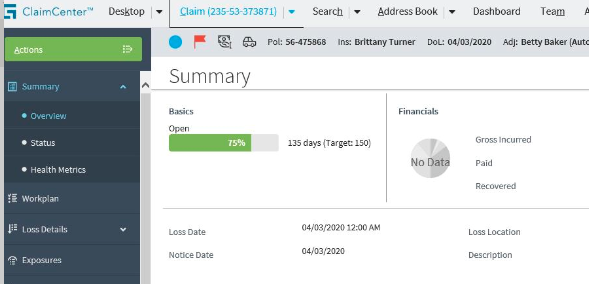 ClaimCenter™ Desktop Claim (235-53-373871) Search Address Book Dashboard Team
Actions
Pol: 56-475868 Ins: Brittany Turner DoL: 04/03/2020 Adj: Betty Baker (Auto
Summary
Summary
Overview
Status
Health Metrics
Workplan
Loss Details
Exposures
Basics
Open
75% 135 days (Target: 150)
Financials
No Data
Gross Incurred
Paid
Recovered
Loss Date 04/03/2020 12:00 AM Loss Location
Notice Date 04/03/2020 Description